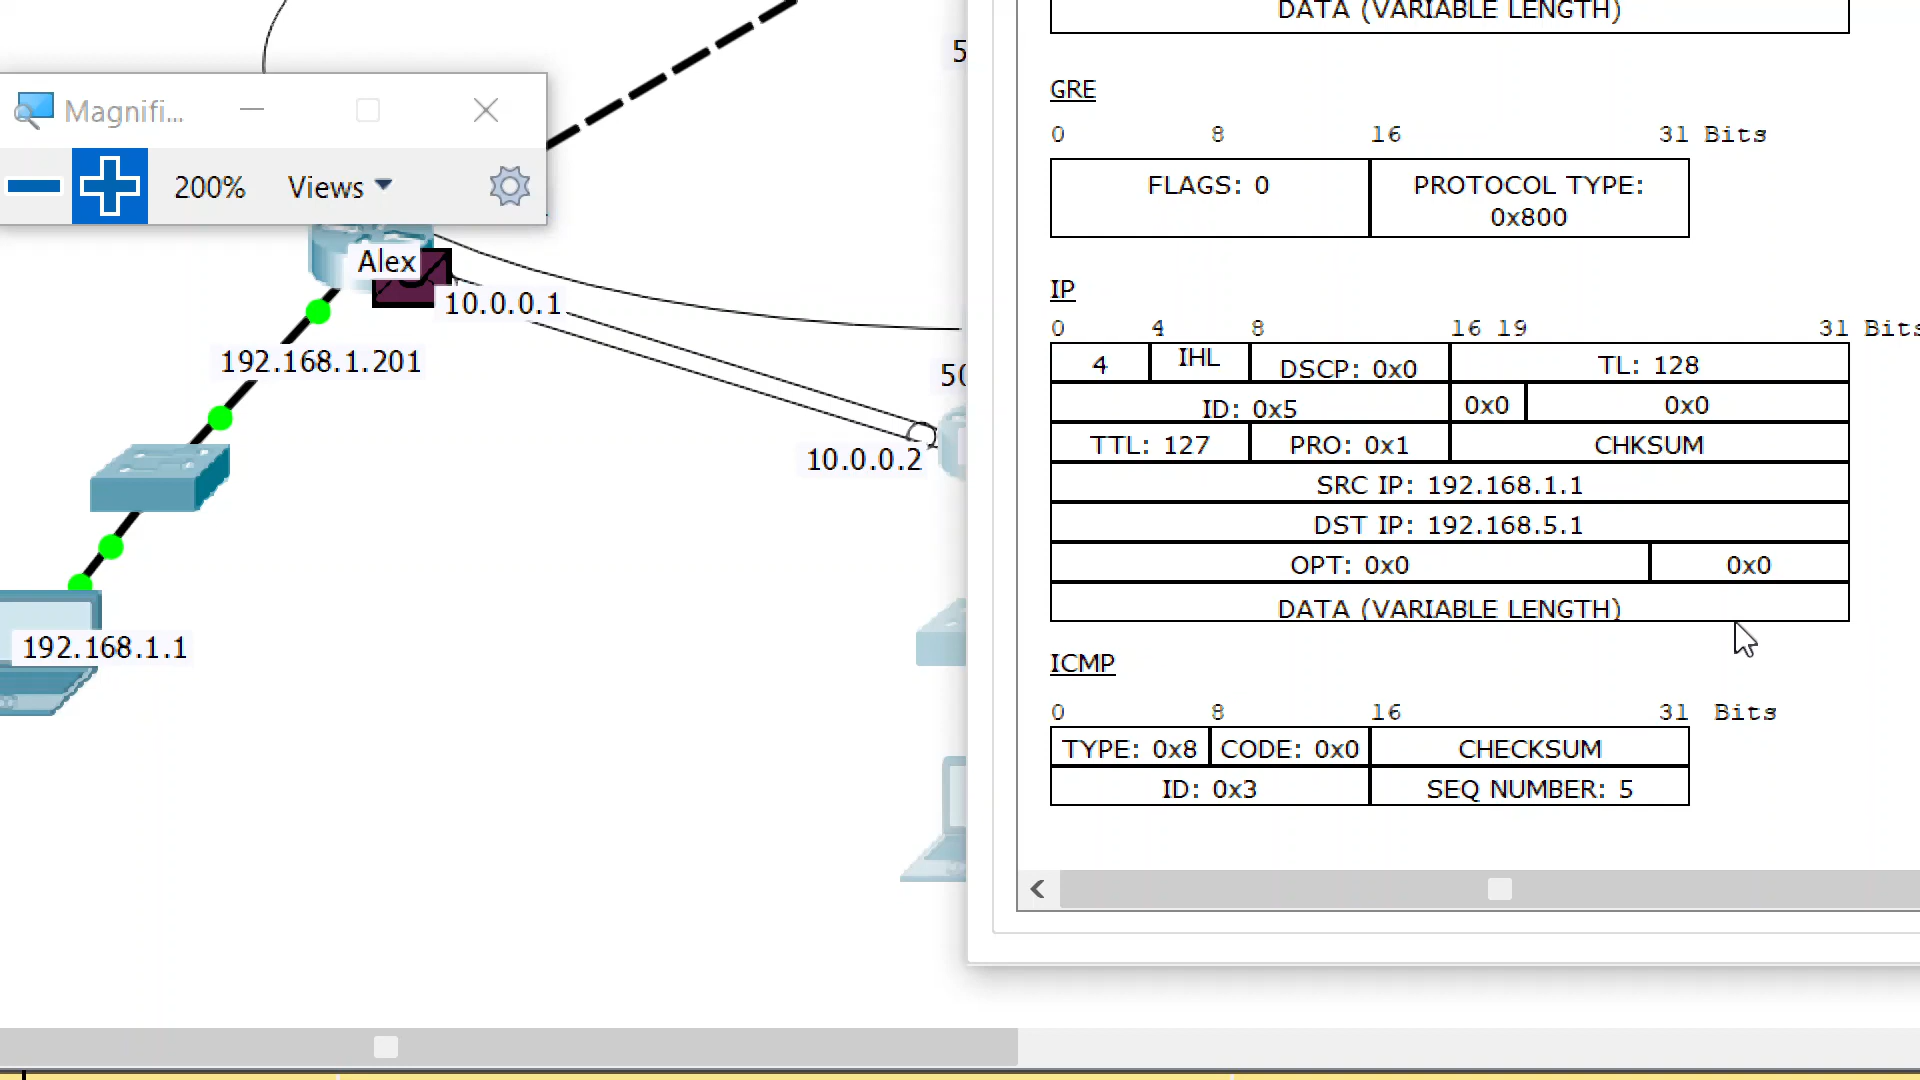 Magnifi...
200% Views
Alex
10.0.0.1
192.168.1.201
10.0.0.2
192.168.1.1
DATA (VARIABLE LENGTH)
GRE
0 8 16 31 Bits
FLAGS: 0 PROTOCOL TYPE:
0x800
IP
0 4 8 16 19 31 Bits
4 IHL DSCP: 0x0 TL: 128
ID: 0x5 0x0 0x0
TTL: 127 PRO: 0x1 CHKSUM
SRC IP: 192.168.1.1
DST IP: 192.168.5.1
OPT: 0x0 0x0
DATA (VARIABLE LENGTH)
ICMP
0 8 16 31 Bits
TYPE: 0x8 CODE: 0x0 CHECKSUM
ID: 0x3 SEQ NUMBER: 5